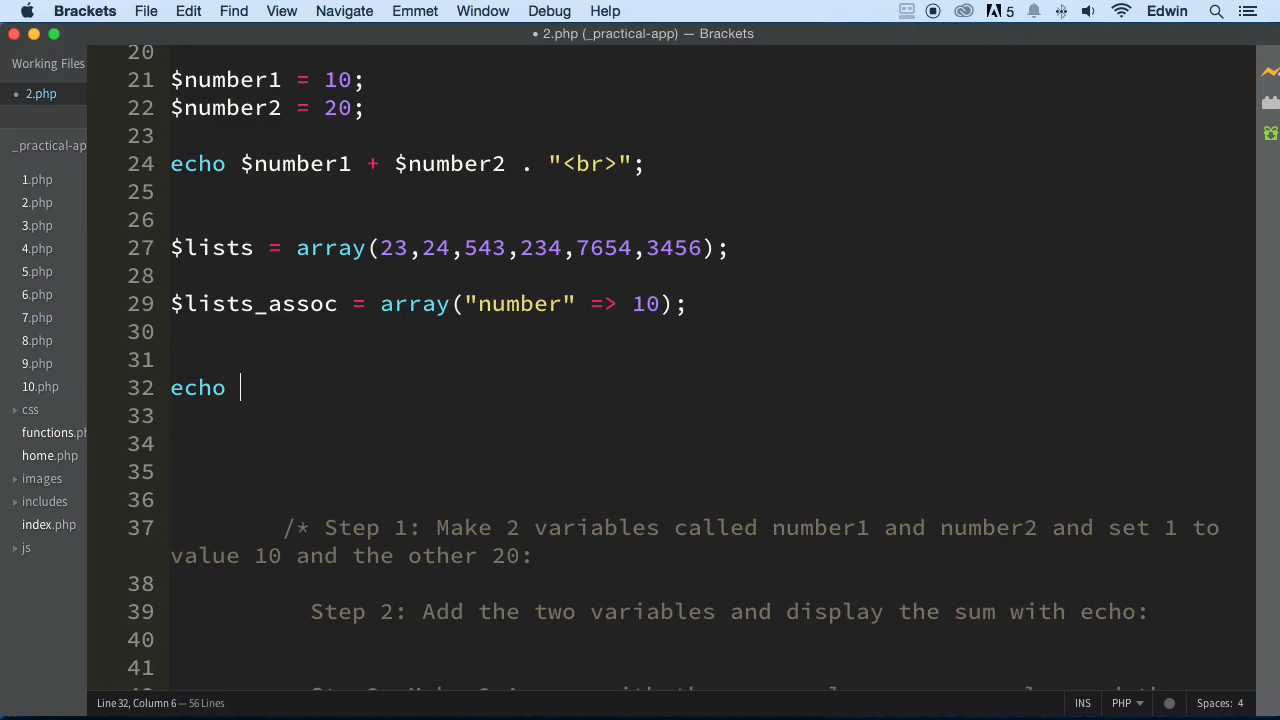 Brackets File Edit Find View Navigate Emmet Window Debug Help 5 Edwin
• 2.php (_practical-app) — Brackets
Working Files
• 2.php
_practical-ap
1.php
2.php
3.php
4.php
5.php
6.php
7.php
8.php
9.php
10.php
css
functions.ph
home.php
images
includes
index.php
js
20
21 $number1 = 10;
22 $number2 = 20;
23
24 echo $number1 + $number2 . "<br>";
25
26
27 $lists = array(23,24,543,234,7654,3456);
28
29 $lists_assoc = array("number" => 10);
30
31
32 echo
33
34
35
36
37 /* Step 1: Make 2 variables called number1 and number2 and set 1 to
value 10 and the other 20:
38
39 Step 2: Add the two variables and display the sum with echo:
40
41
Line 32, Column 6 — 56 Lines
INS PHP Spaces: 4